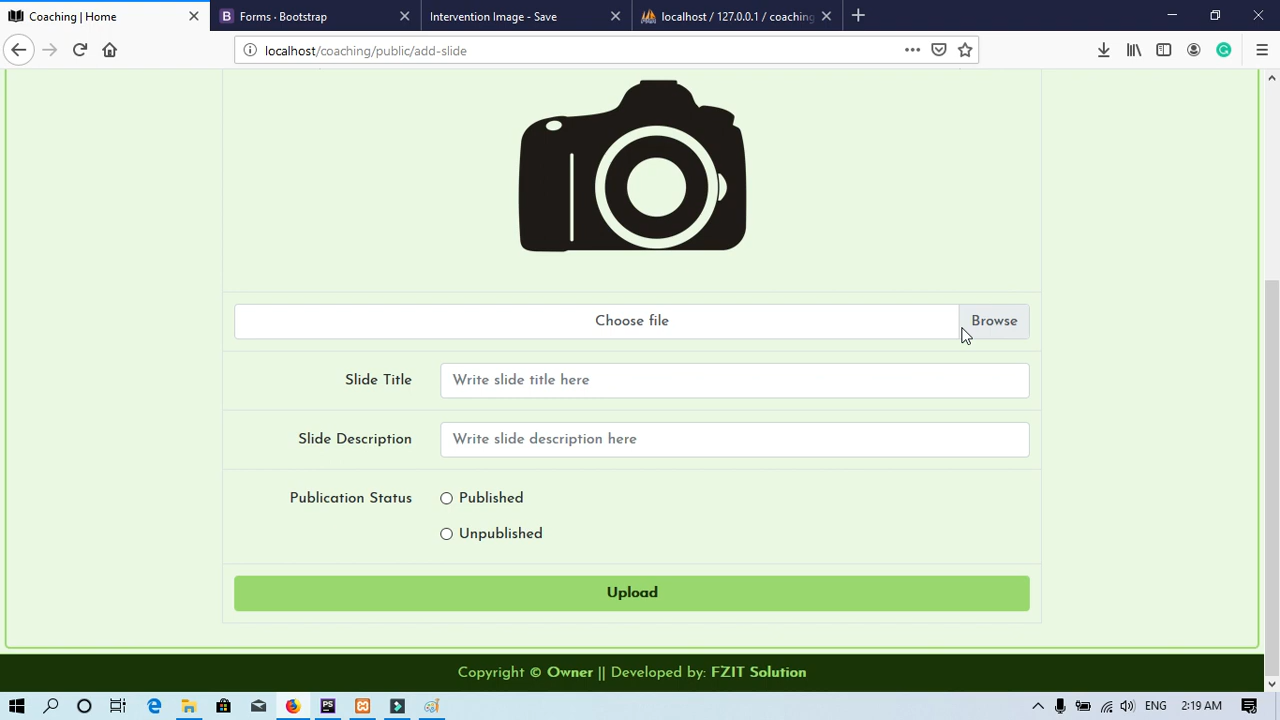 Coaching | Home
Forms · Bootstrap
Intervention Image - Save
localhost / 127.0.0.1 / coaching
localhost/coaching/public/add-slide
Choose file
Browse
Slide Title
Write slide title here
Slide Description
Write slide description here
Publication Status
Published
Unpublished
Upload
Copyright © Owner || Developed by: FZIT Solution
ENG
2:19 AM